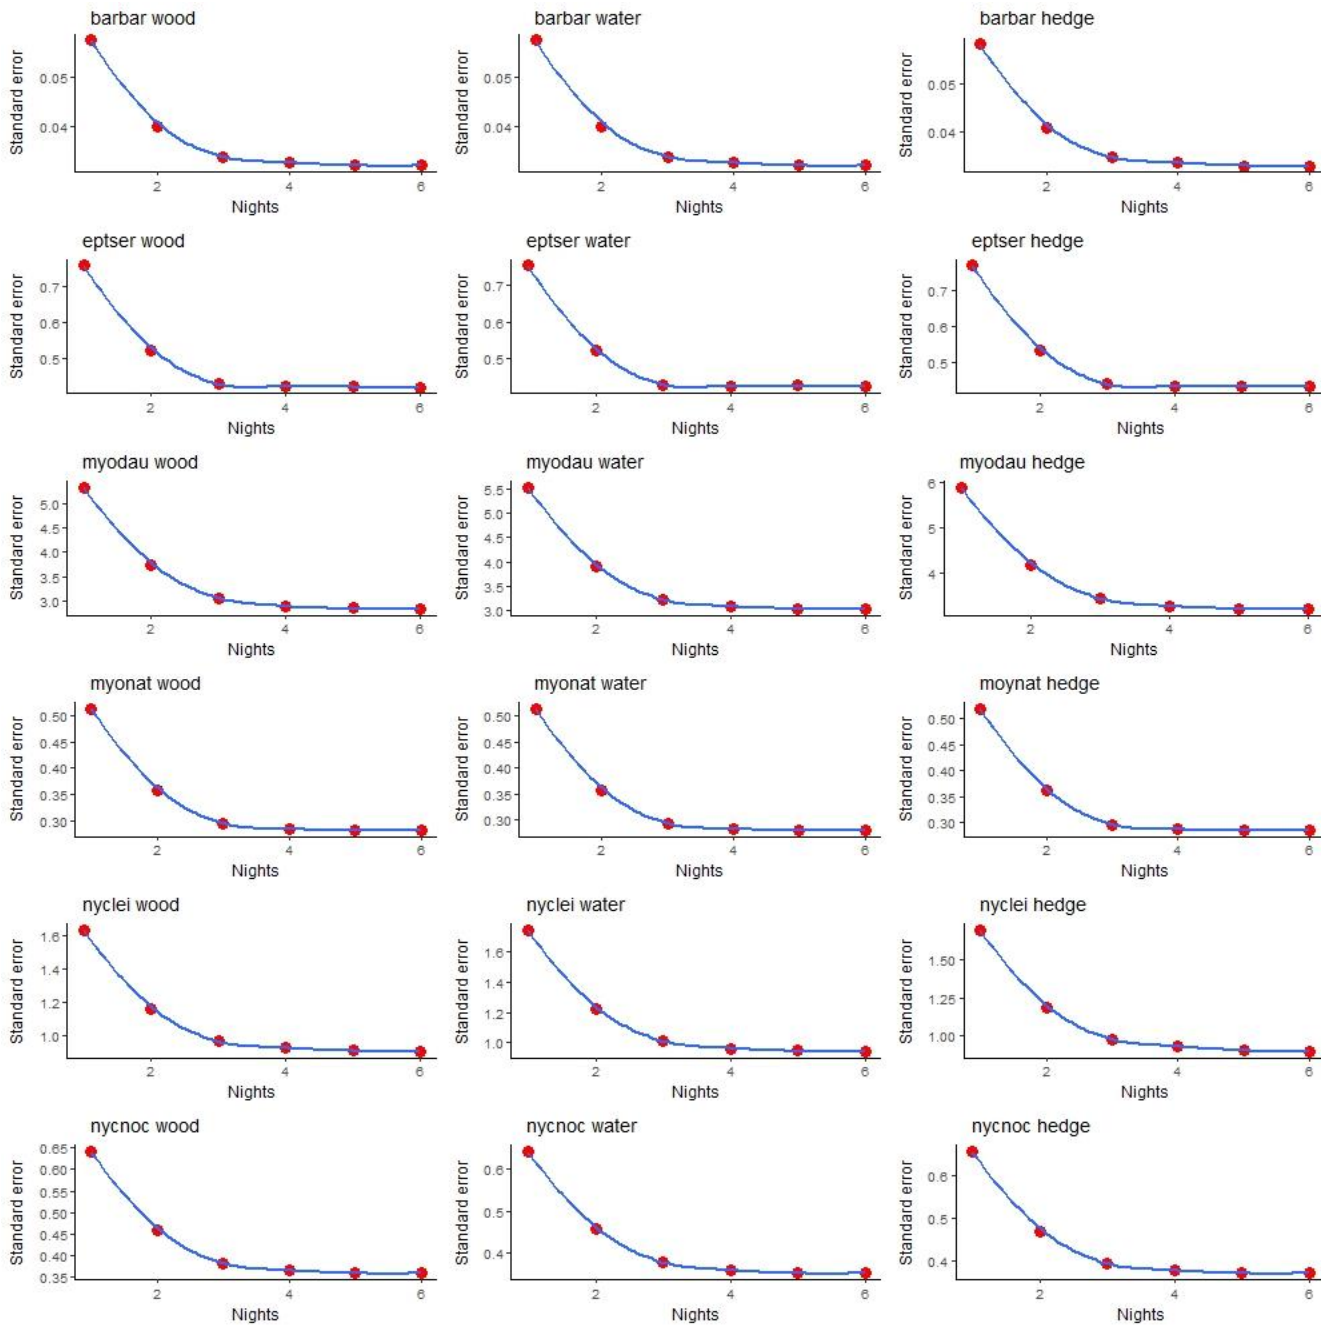 barbar wood
Standard error
0.05
0.04
2 4 6
Nights
barbar water
Standard error
0.05
0.04
2 4 6
Nights
barbar hedge
Standard error
0.05
0.04
2 4 6
Nights
eptser wood
Standard error
0.7
0.6
0.5
2 4 6
Nights
eptser water
Standard error
0.7
0.6
0.5
2 4 6
Nights
eptser hedge
Standard error
0.7
0.6
0.5
2 4 6
Nights
myodau wood
Standard error
5.0
4.5
4.0
3.5
3.0
2 4 6
Nights
myodau water
Standard error
5.5
5.0
4.5
4.0
3.5
3.0
2 4 6
Nights
myodau hedge
Standard error
6
5
4
2 4 6
Nights
myonat wood
Standard error
0.50
0.45
0.40
0.35
0.30
2 4 6
Nights
myonat water
Standard error
0.50
0.45
0.40
0.35
0.30
2 4 6
Nights
moynat hedge
Standard error
0.50
0.45
0.40
0.35
0.30
2 4 6
Nights
nyclei wood
Standard error
1.6
1.4
1.2
1.0
2 4 6
Nights
nyclei water
Standard error
1.6
1.4
1.2
1.0
2 4 6
Nights
nyclei hedge
Standard error
1.50
1.25
1.00
2 4 6
Nights
nycnoc wood
Standard error
0.65
0.60
0.55
0.50
0.45
0.40
0.35
2 4 6
Nights
nycnoc water
Standard error
0.6
0.5
0.4
2 4 6
Nights
nycnoc hedge
Standard error
0.6
0.5
0.4
2 4 6
Nights